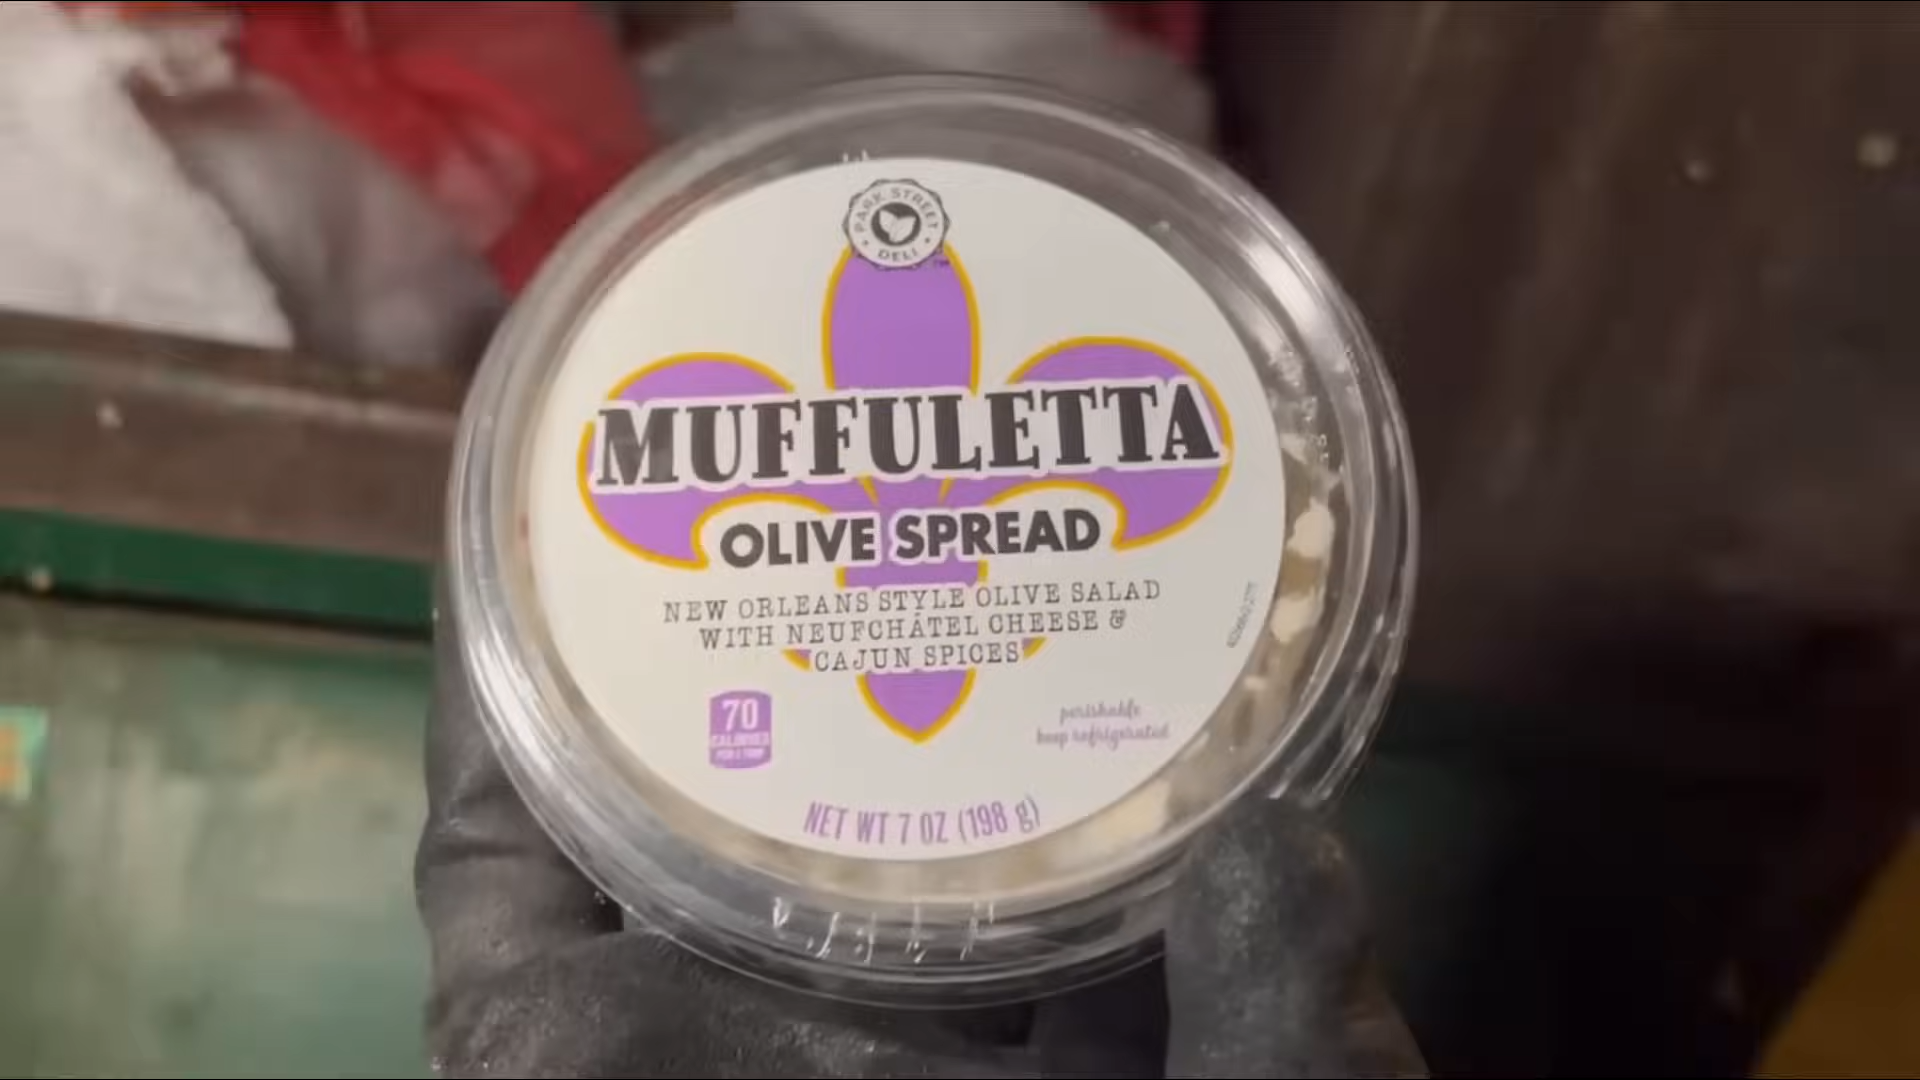 PARK STREET
DELI
™
MUFFULETTA
OLIVE SPREAD
NEW ORLEANS STYLE OLIVE SALAD
WITH NEUFCHÂTEL CHEESE &
CAJUN SPICES
70
CALORIES
perishable
keep refrigerated
NET WT 7 OZ (198 g)